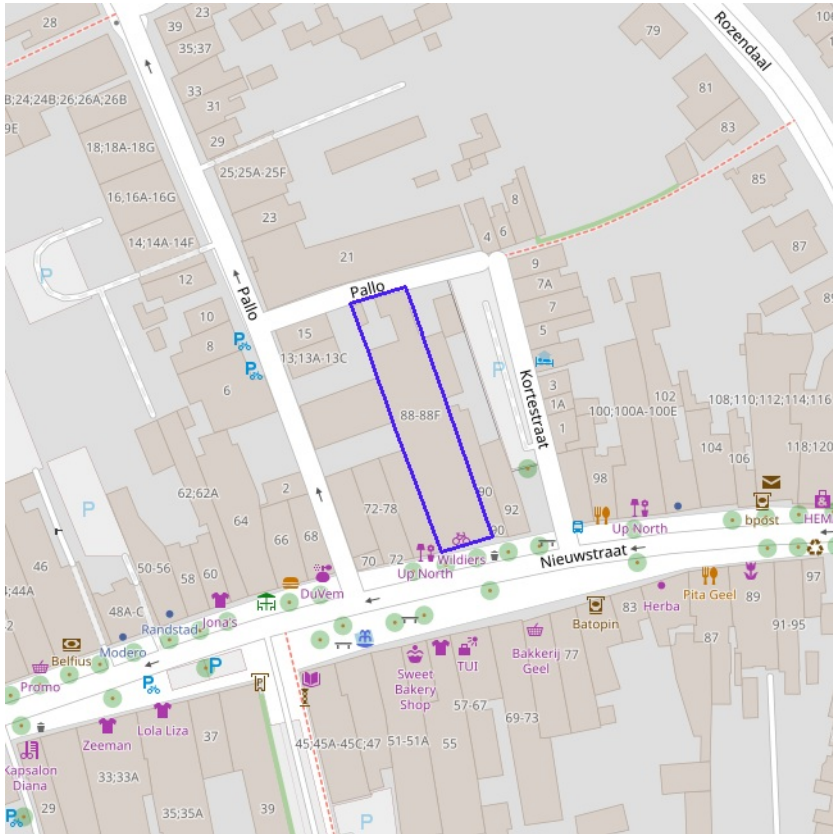 28
23
39
35;37
79
Rozendaal
B;24;24B;26;26A;26B
33
31
81
9E
83
18;18A-18G
29
25;25A-25F
85
16,16A-16G
23
8
6
4
14;14A-14F
21
87
P
12
Pallo
9
7A
Pallo
10
15
7
5
8
13;13A-13C
P
6
Kortestraat
3
102
108;110;112;114;116
88-88F
1A
100;100A-100E
1
104
118;120
106
98
62;62A
2
72-78
90
92
P
64
90
66
68
Up North
bpost
HEMA
50-56
70
72
Wildiers
Nieuwstraat
46
58
60
Up North
DuVem
;44A
48A-C
Jona's
83
Pita Geel
89
Randstad
Herba
91-95
Modero
Batopin
87
97
Belfius
P
Bakkerij
Geel
77
Promo
Sweet
Bakery
Shop
TUI
P
Lola Liza
57-67
Zeeman
37
69-73
45;45A-45C;47
51-51A
55
Kapsalon
Diana
33;33A
29
35;35A
39
P
P